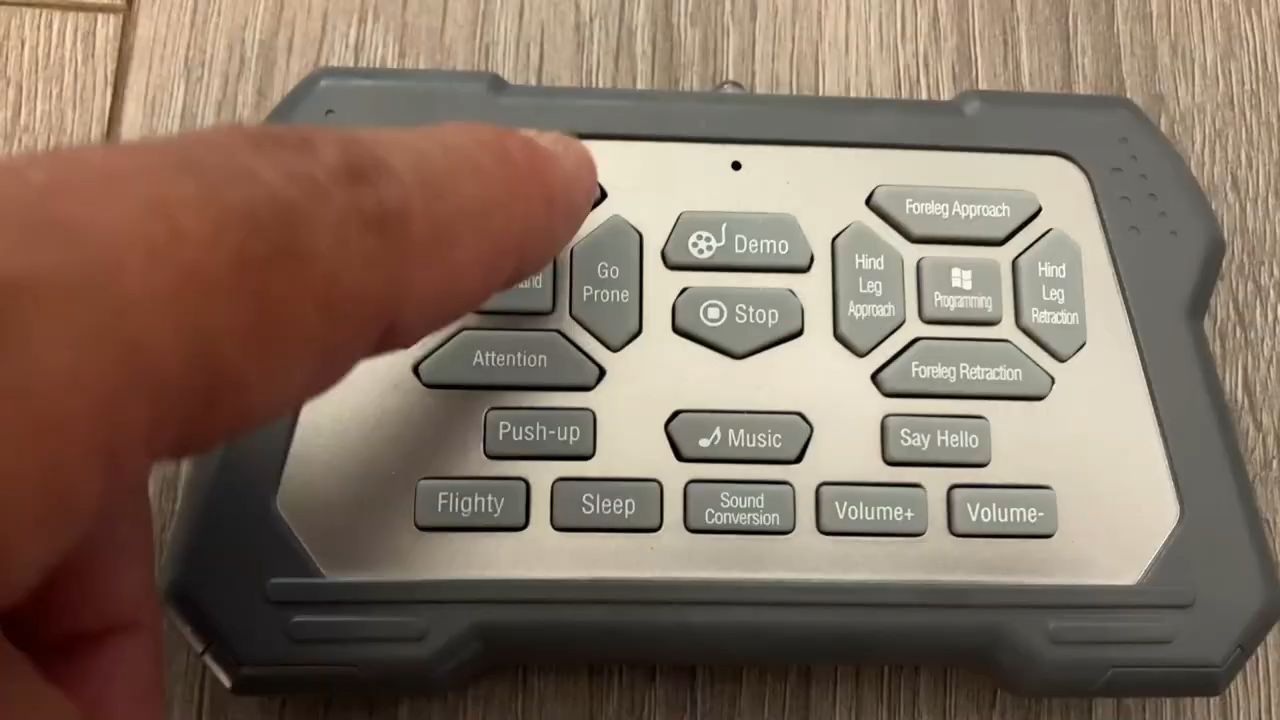 Foreleg Approach
Demo
Go
Prone
Hind
Leg
Approach
Programming
Hind
Leg
Retraction
Stop
Attention
Foreleg Retraction
Push-up
Music
Say Hello
Flighty
Sleep
Sound
Conversion
Volume+
Volume-